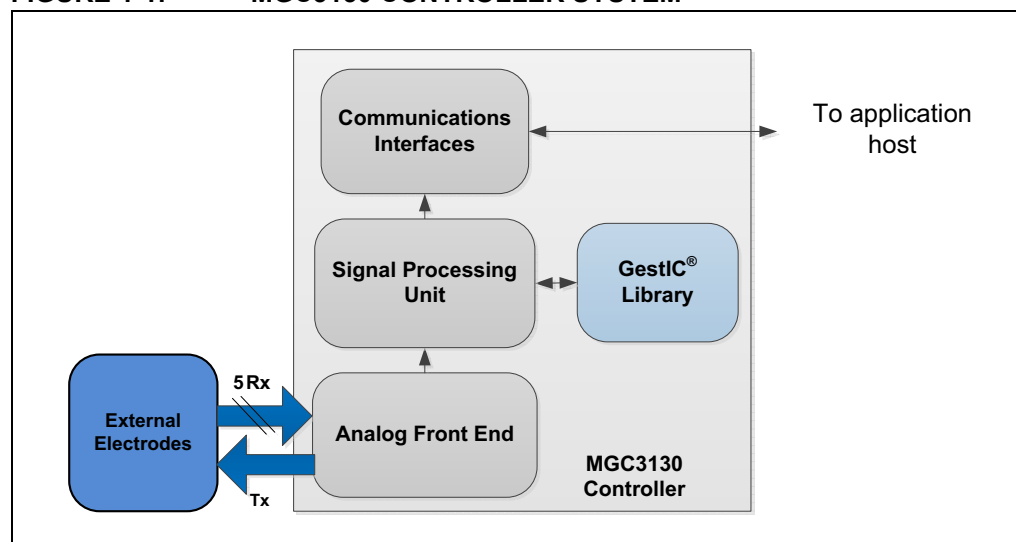 Communications
Interfaces
To application
host
Signal Processing
Unit
GestIC®
Library
5 Rx
External
Electrodes
Analog Front End
Tx
MGC3130
Controller